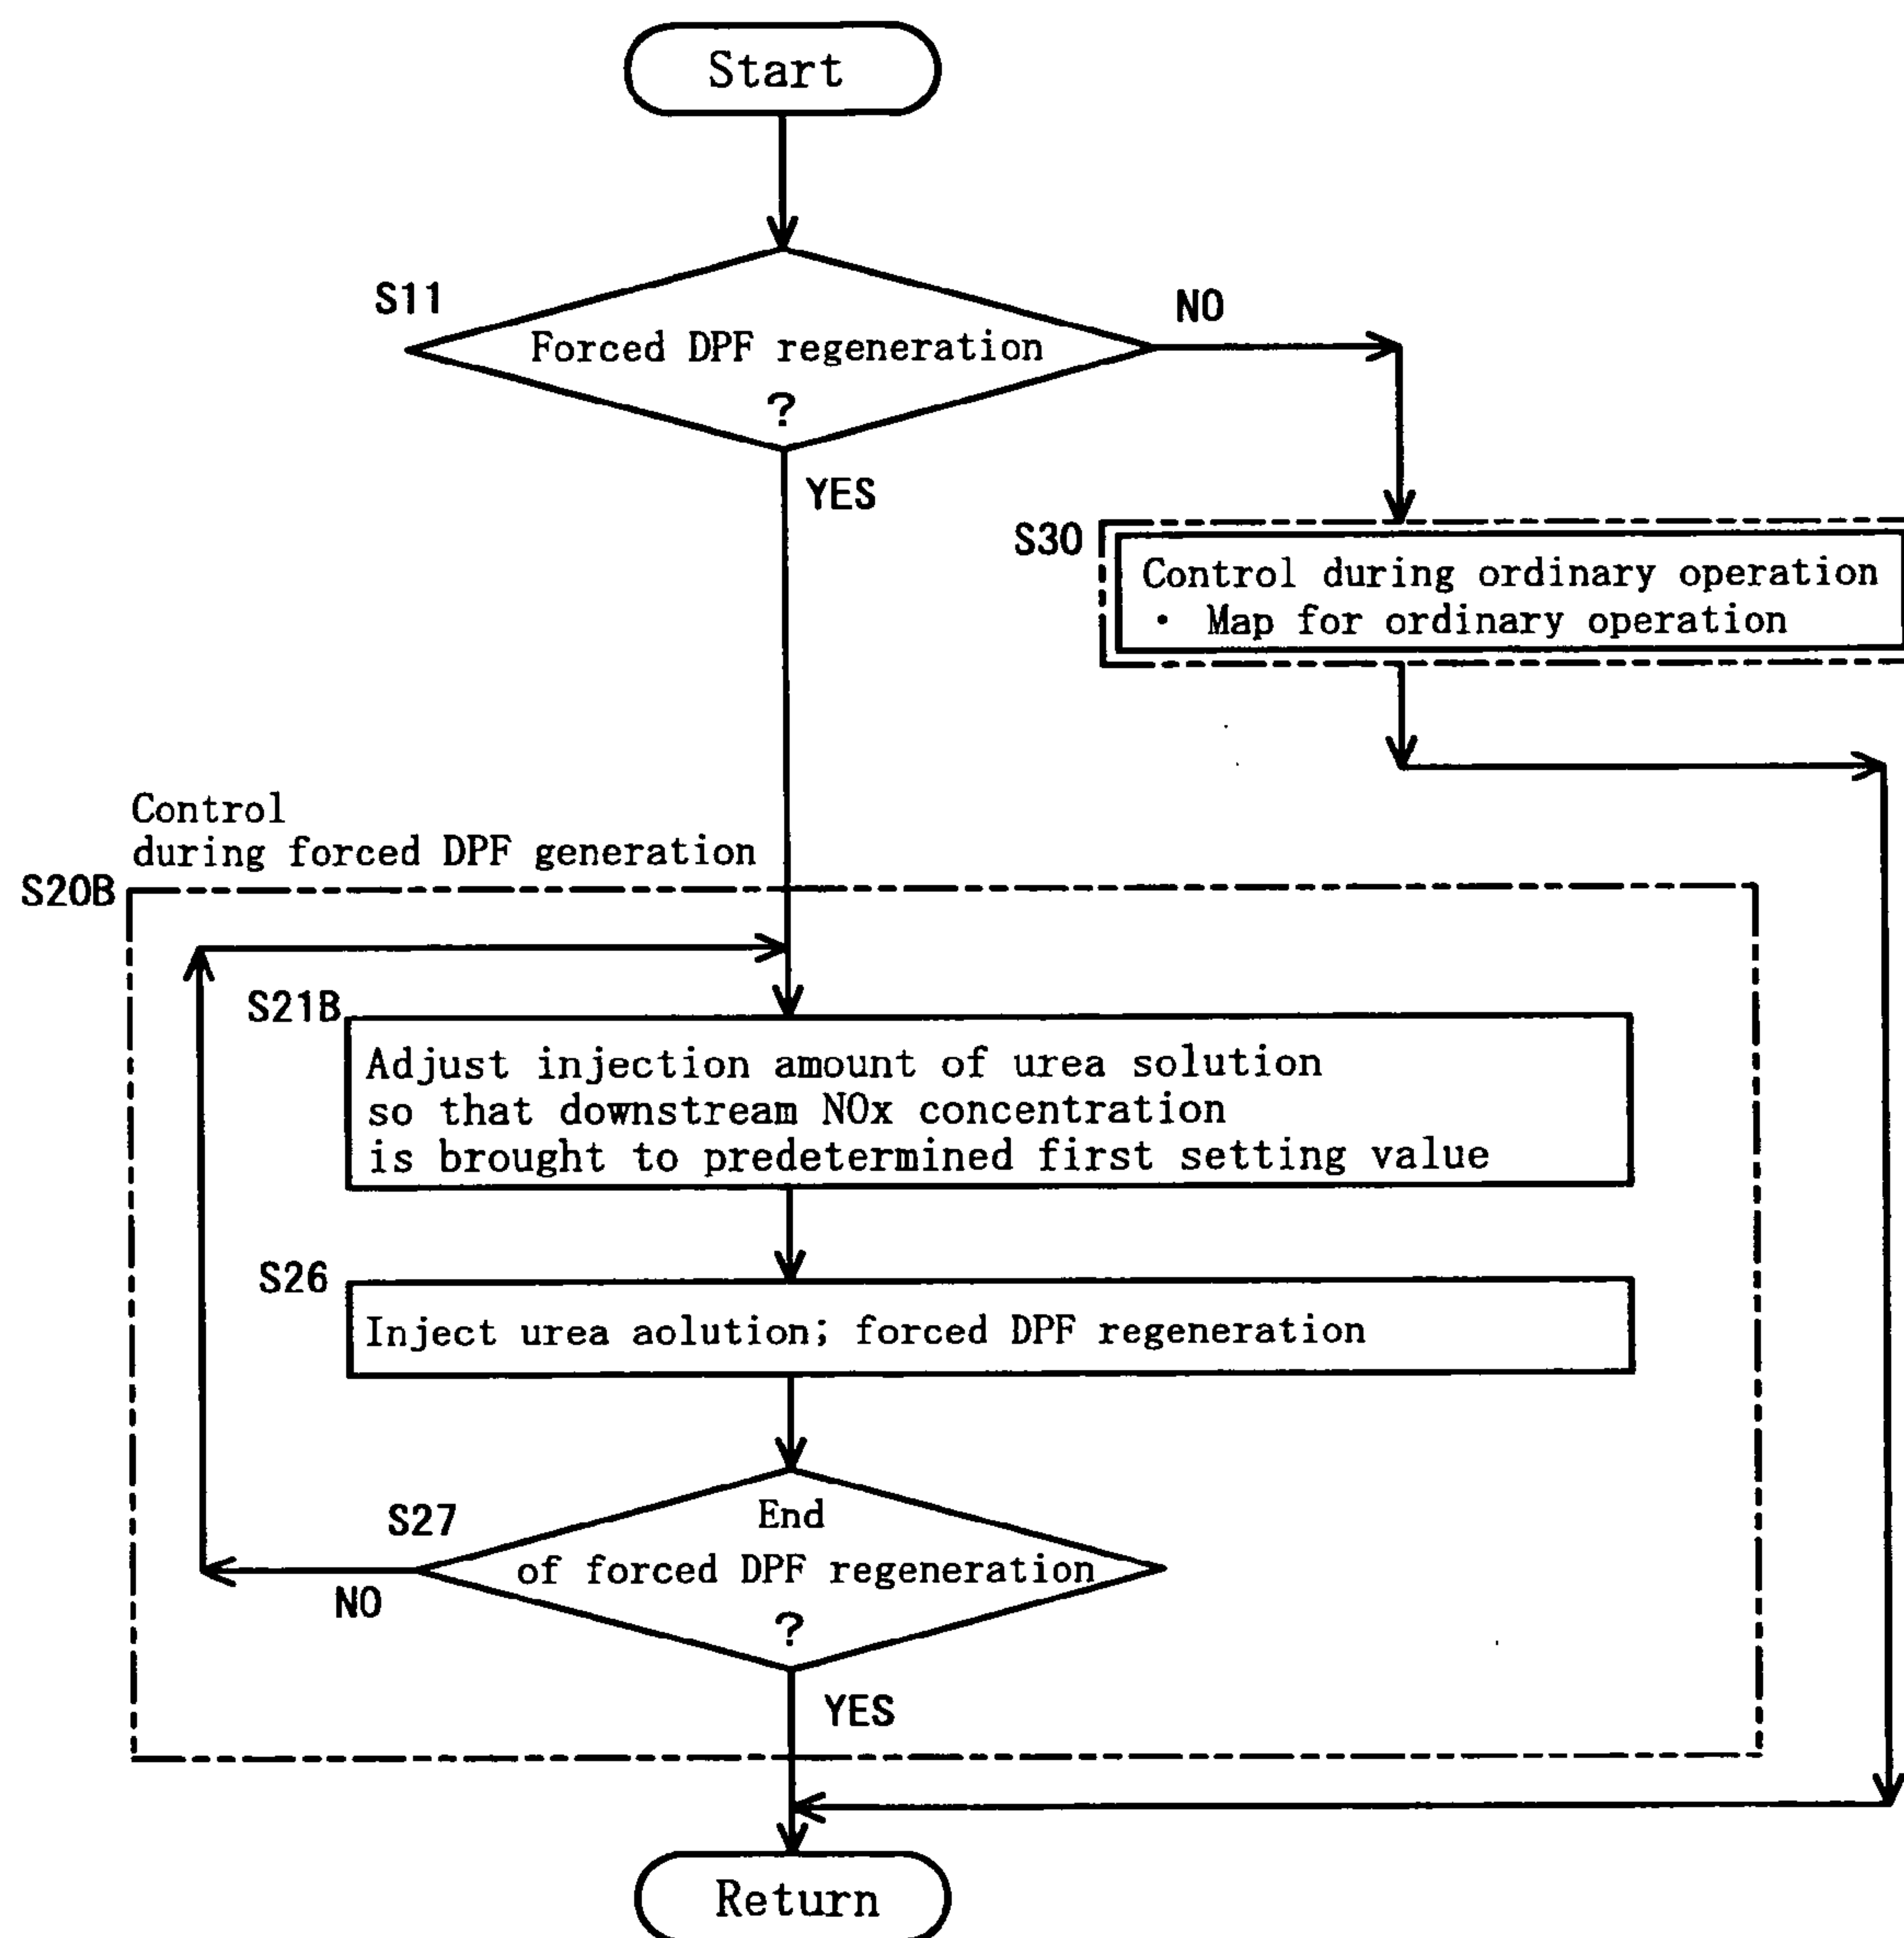 Start
S11
Forced DPF regeneration
?
NO
YES
S30
Control during ordinary operation
・ Map for ordinary operation
Control
during forced DPF generation
S20B
S21B
Adjust injection amount of urea solution
so that downstream NOx concentration
is brought to predetermined first setting value
S26
Inject urea aolution; forced DPF regeneration
S27
End
of forced DPF regeneration
?
NO
YES
Return